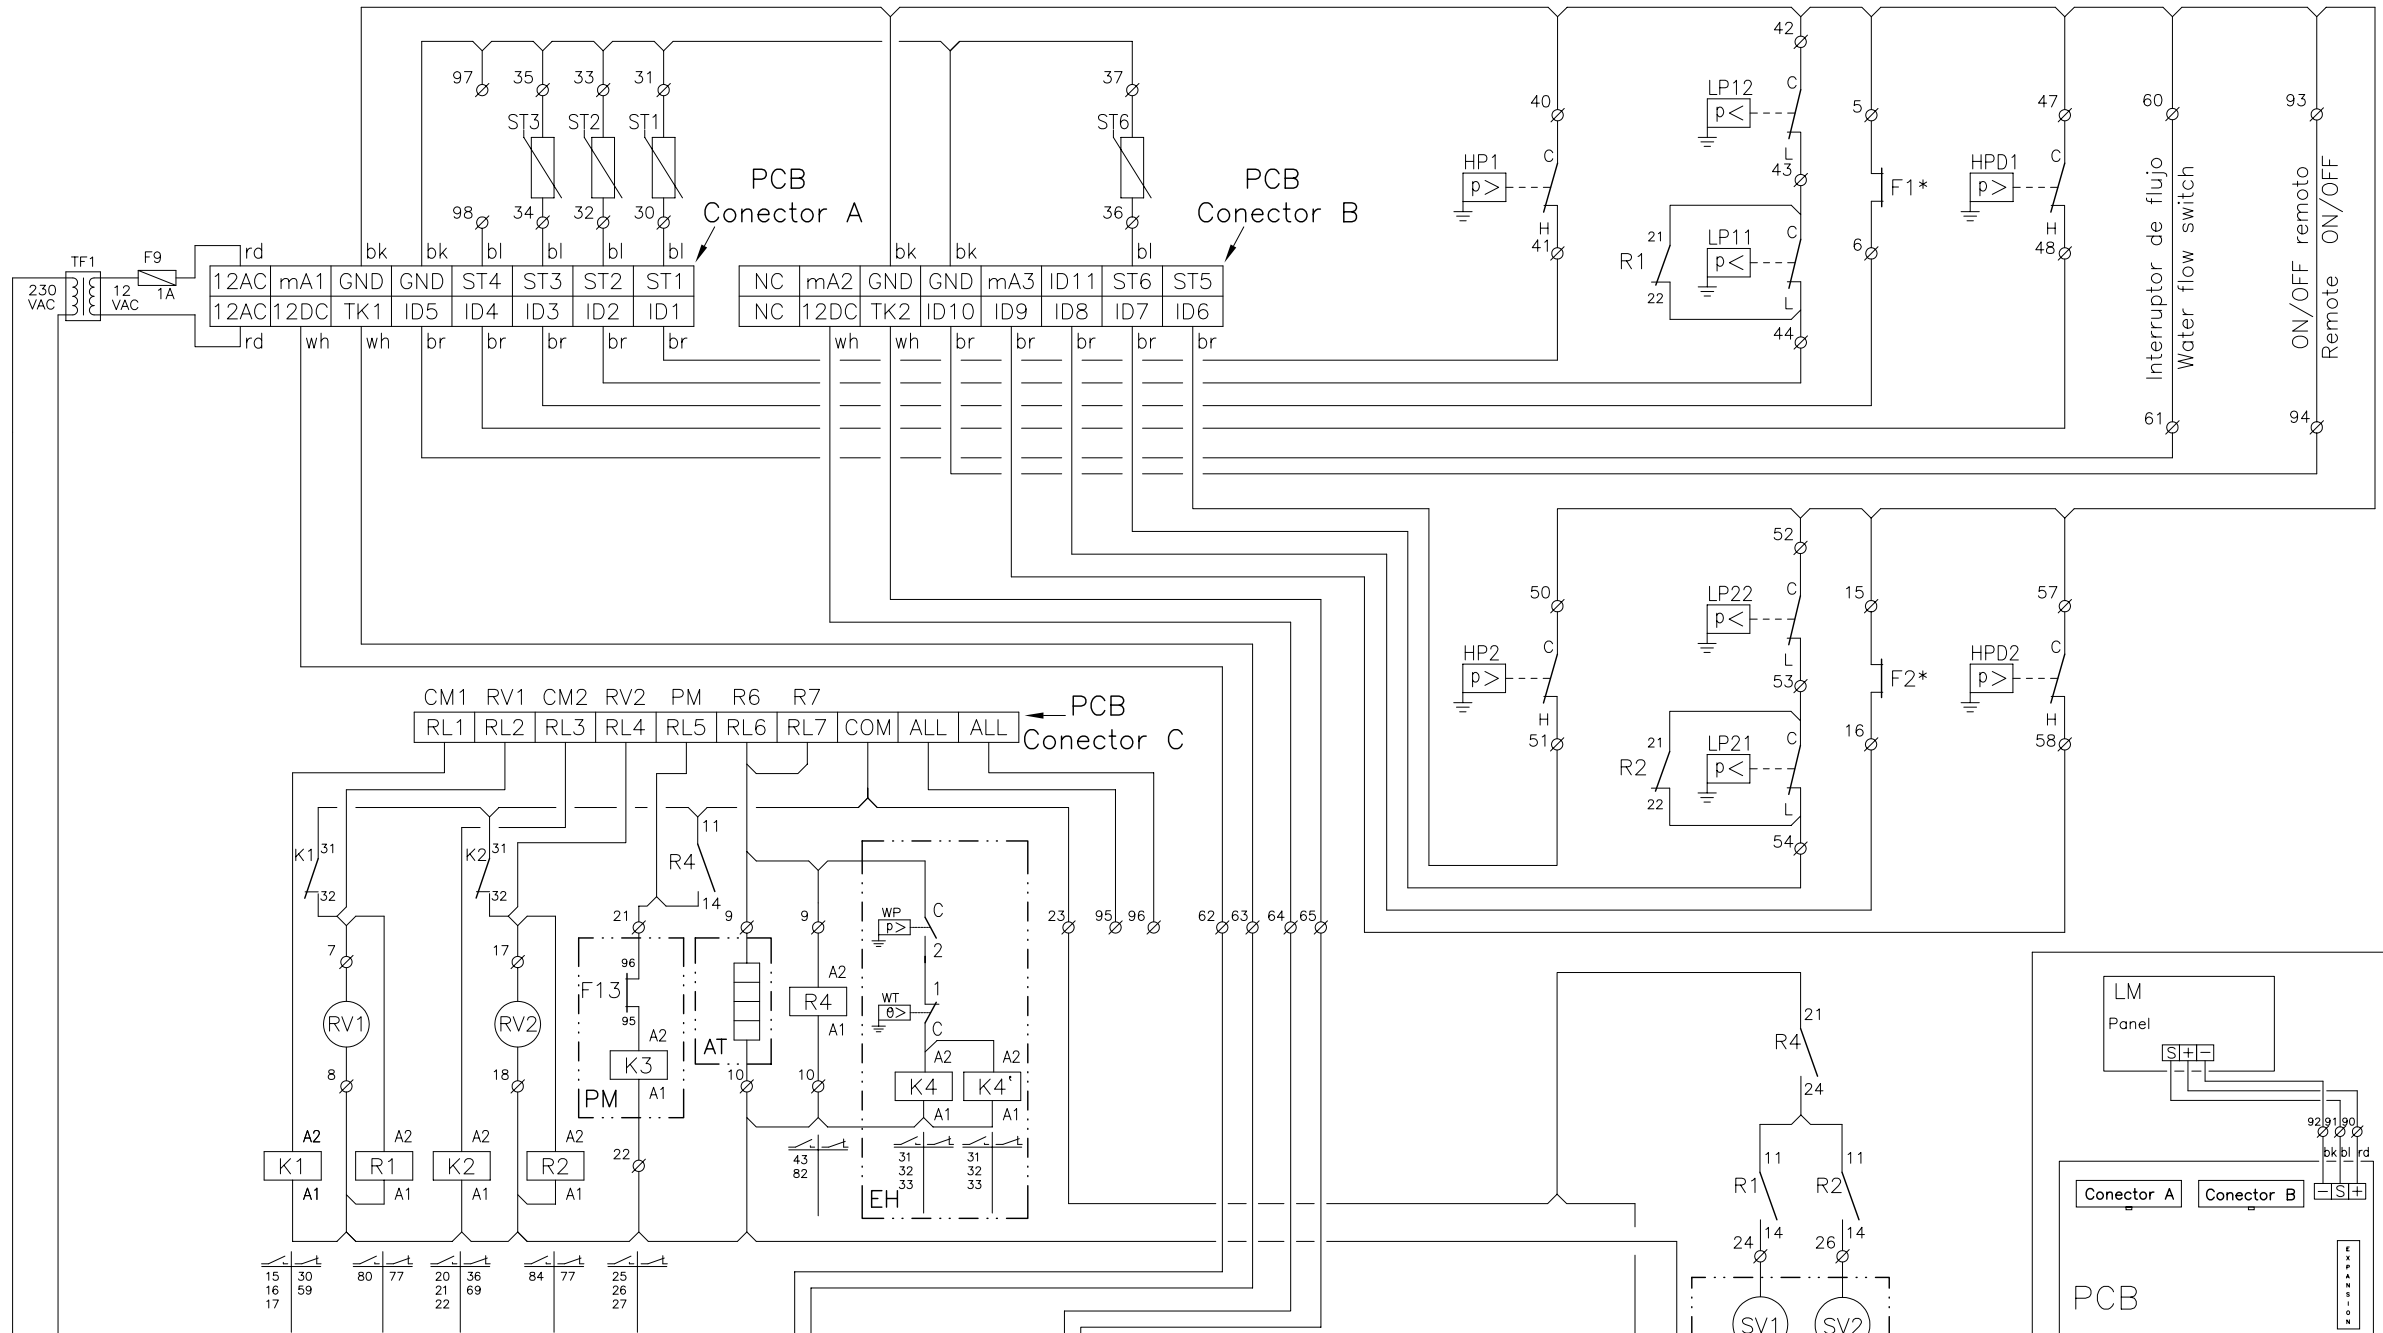 42
97 35 33 31 37
C
LP12
p<
40 5 47 60 93
ST3 ST2 ST1 ST6
L
PCB
Conector A
PCB
Conector B
HP1
p>
C
43
F1*
HPD1
p>
C
Interruptor de flujo
Water flow switch
ON/OFF remoto
Remote ON/OFF
98 34 32 30 36
H
41
R1
21
22
LP11
p<
C
L
44
6
H
48
61
94
TF1
230
VAC
12
VAC
F9
1A
rd bk bk bl bl bl bl bk bk bl
12AC mA1 GND GND ST4 ST3 ST2 ST1
12AC 12DC TK1 ID5 ID4 ID3 ID2 ID1
NC mA2 GND GND mA3 ID11 ST6 ST5
NC 12DC TK2 ID10 ID9 ID8 ID7 ID6
rd wh wh br br br br br wh wh br br br br br
52
50
LP22
p<
C
15 57
HP2
p>
C
L
53
F2*
HPD2
p>
C
H
51
R2
21
22
LP21
p<
C
L
54
16
H
58
CM1 RV1 CM2 RV2 PM R6 R7
RL1 RL2 RL3 RL4 RL5 RL6 RL7 COM ALL ALL
PCB
Conector C
K1 31
32
K2 31
32
R4
11
14
21 9 9 23 95 96 62 63 64 65
7
RV1
8
17
RV2
18
96
F13
95
A2
K3
A1
PM
22
AT
10
A2
R4
A1
10
WP
p>
C
2
WT
θ>
1
C
A2 A2
K4 K4'
A1 A1
EH
43
82
31
32
33
31
32
33
A2 A2 A2 A2
K1 R1 K2 R2
A1 A1 A1 A1
15 30
16 59
17
80 77
20 36
21 69
22
84 77
25
26
27
21
R4
24
11
R1
14
24
11
R2
14
26
SV1 SV2
LM
Panel
S + -
92 91 90
bk bl rd
- S +
Conector A Conector B
PCB
EXPANSION